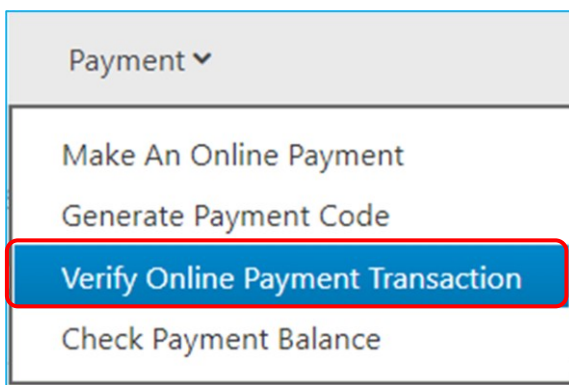 Payment
Make An Online Payment
Generate Payment Code
Verify Online Payment Transaction
Check Payment Balance